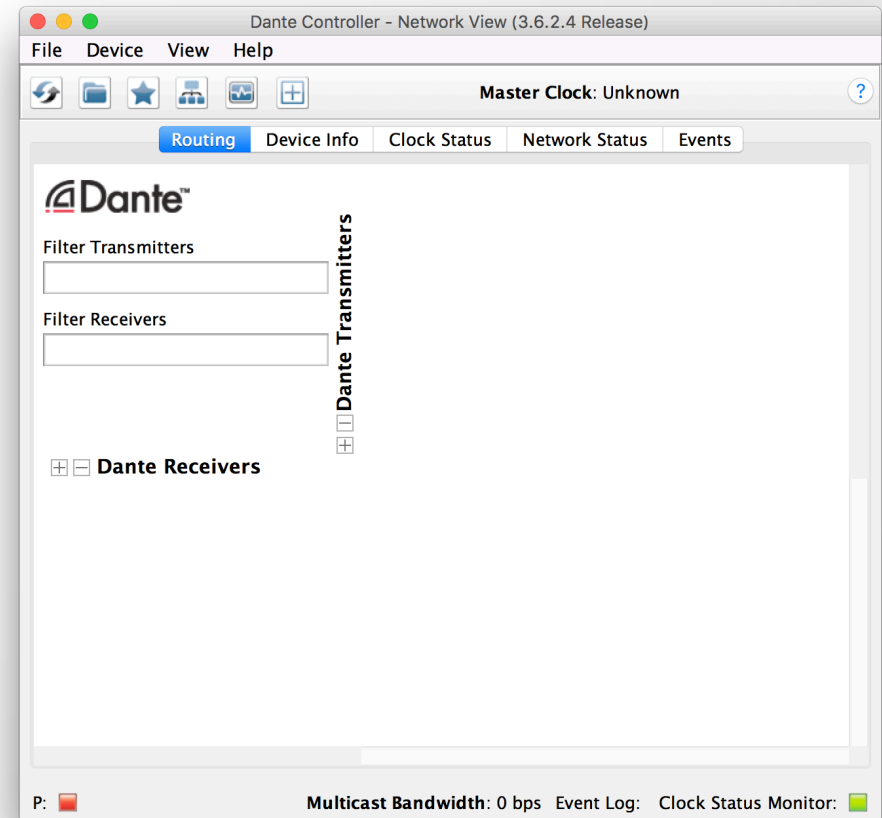 Dante Controller - Network View (3.6.2.4 Release)
File Device View Help
Master Clock: Unknown
?
Routing Device Info Clock Status Network Status Events
Dante™
Filter Transmitters
Filter Receivers
Dante Transmitters
Dante Receivers
P: Multicast Bandwidth: 0 bps Event Log: Clock Status Monitor: